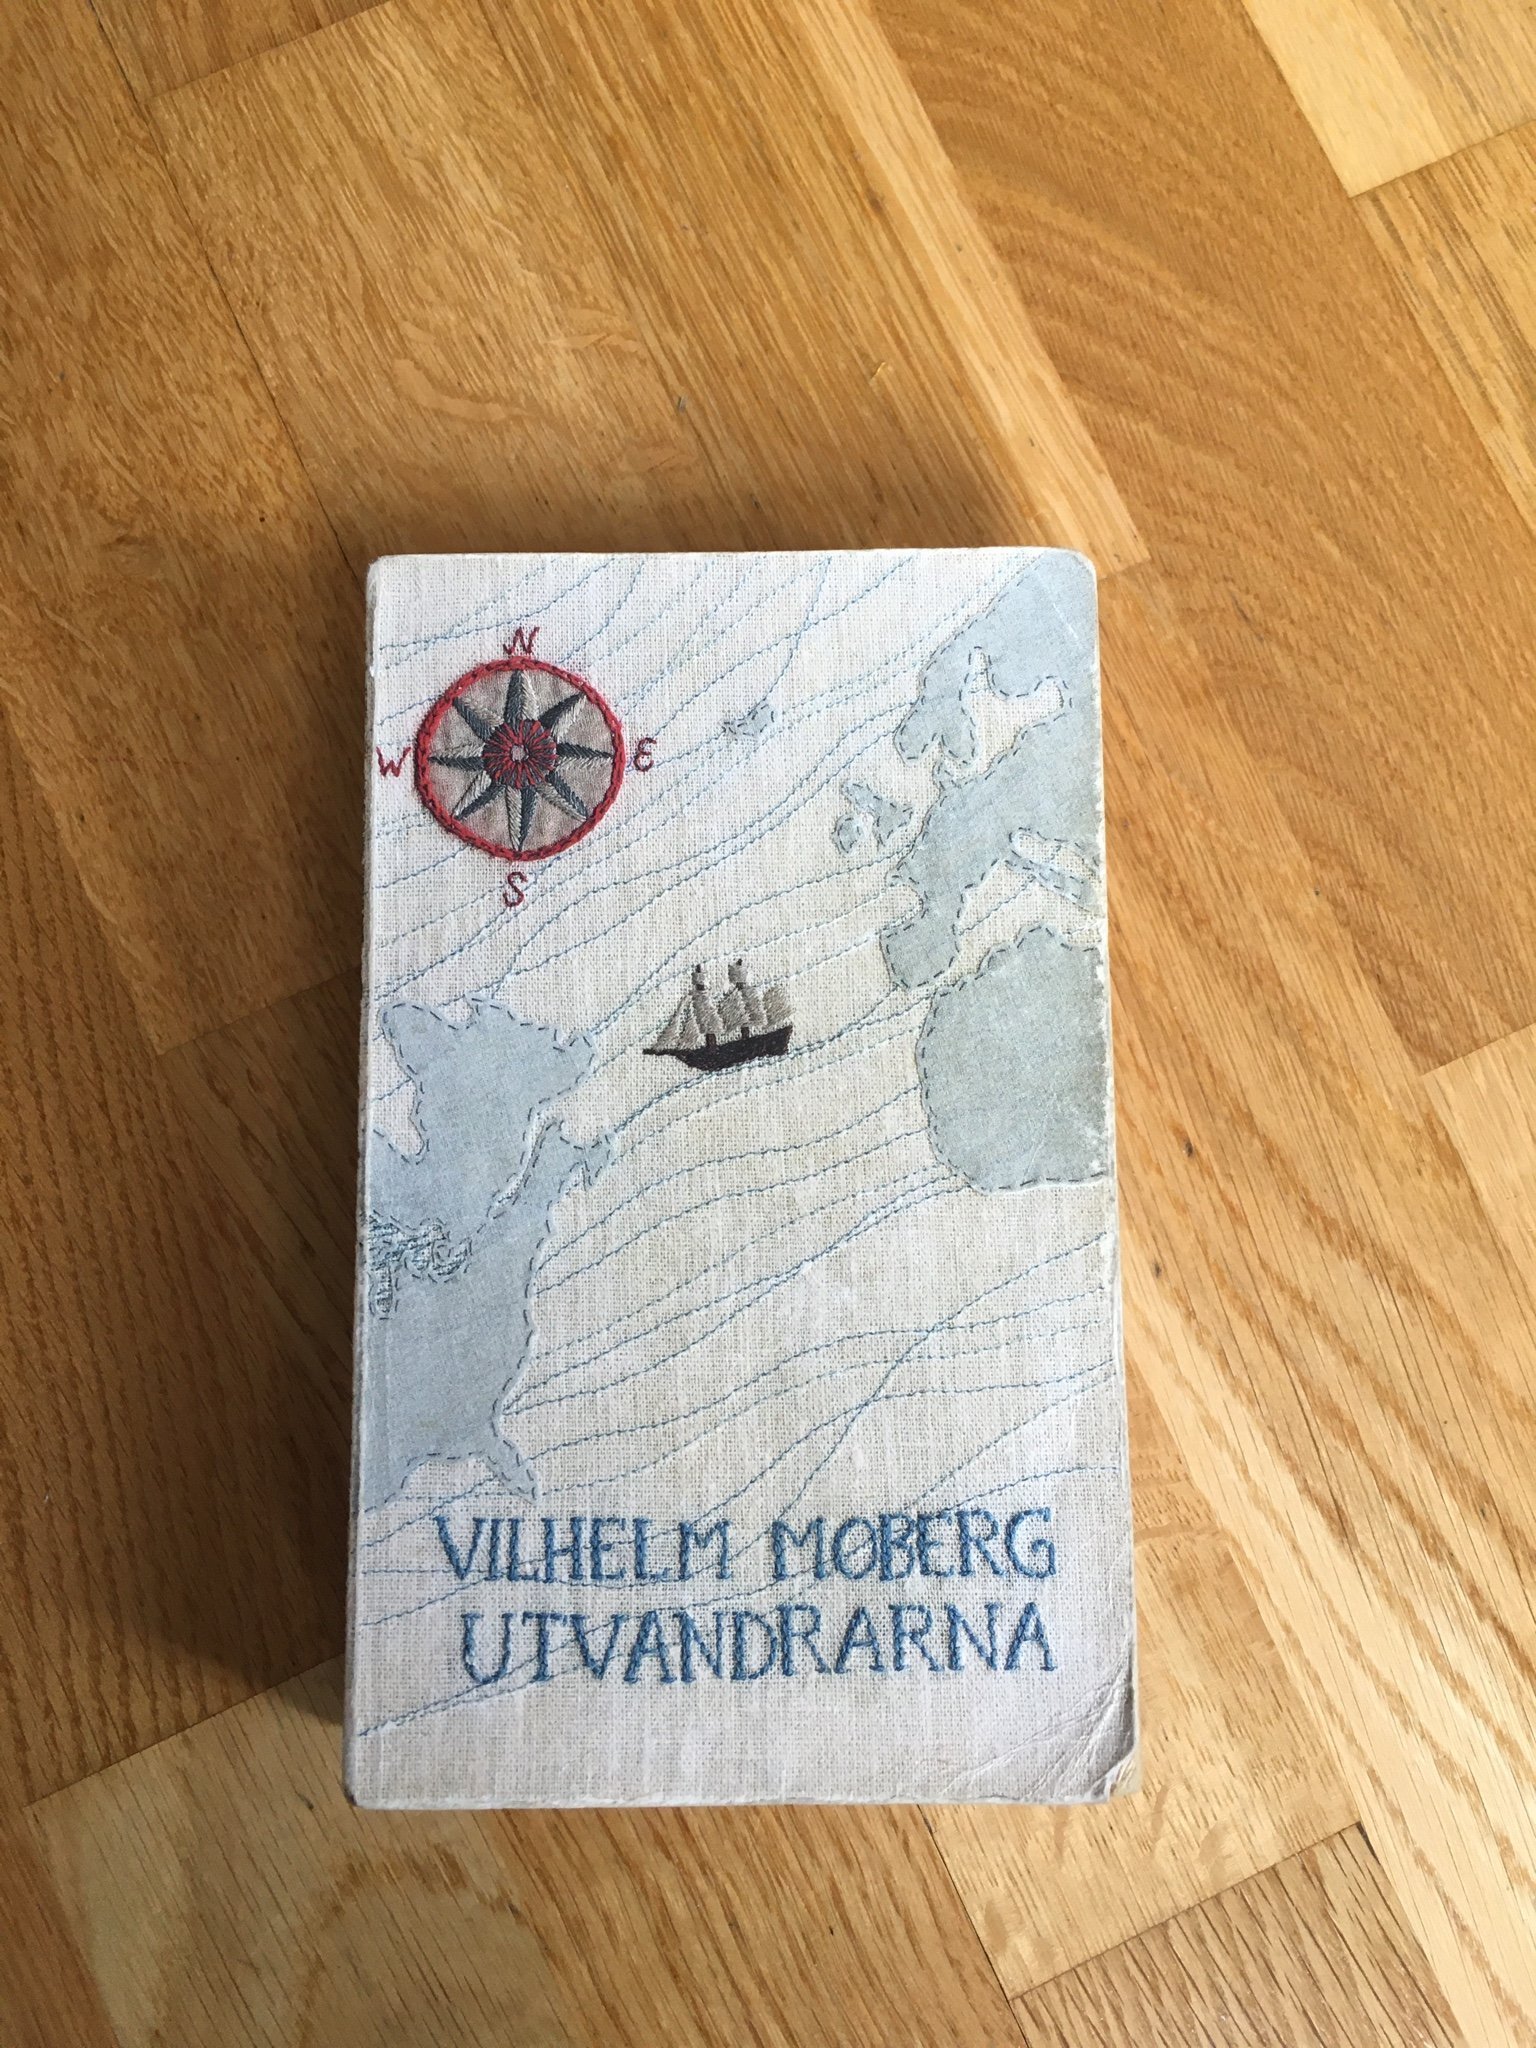 N
W E
S
VILHELM MOBERG
UTVANDRARNA